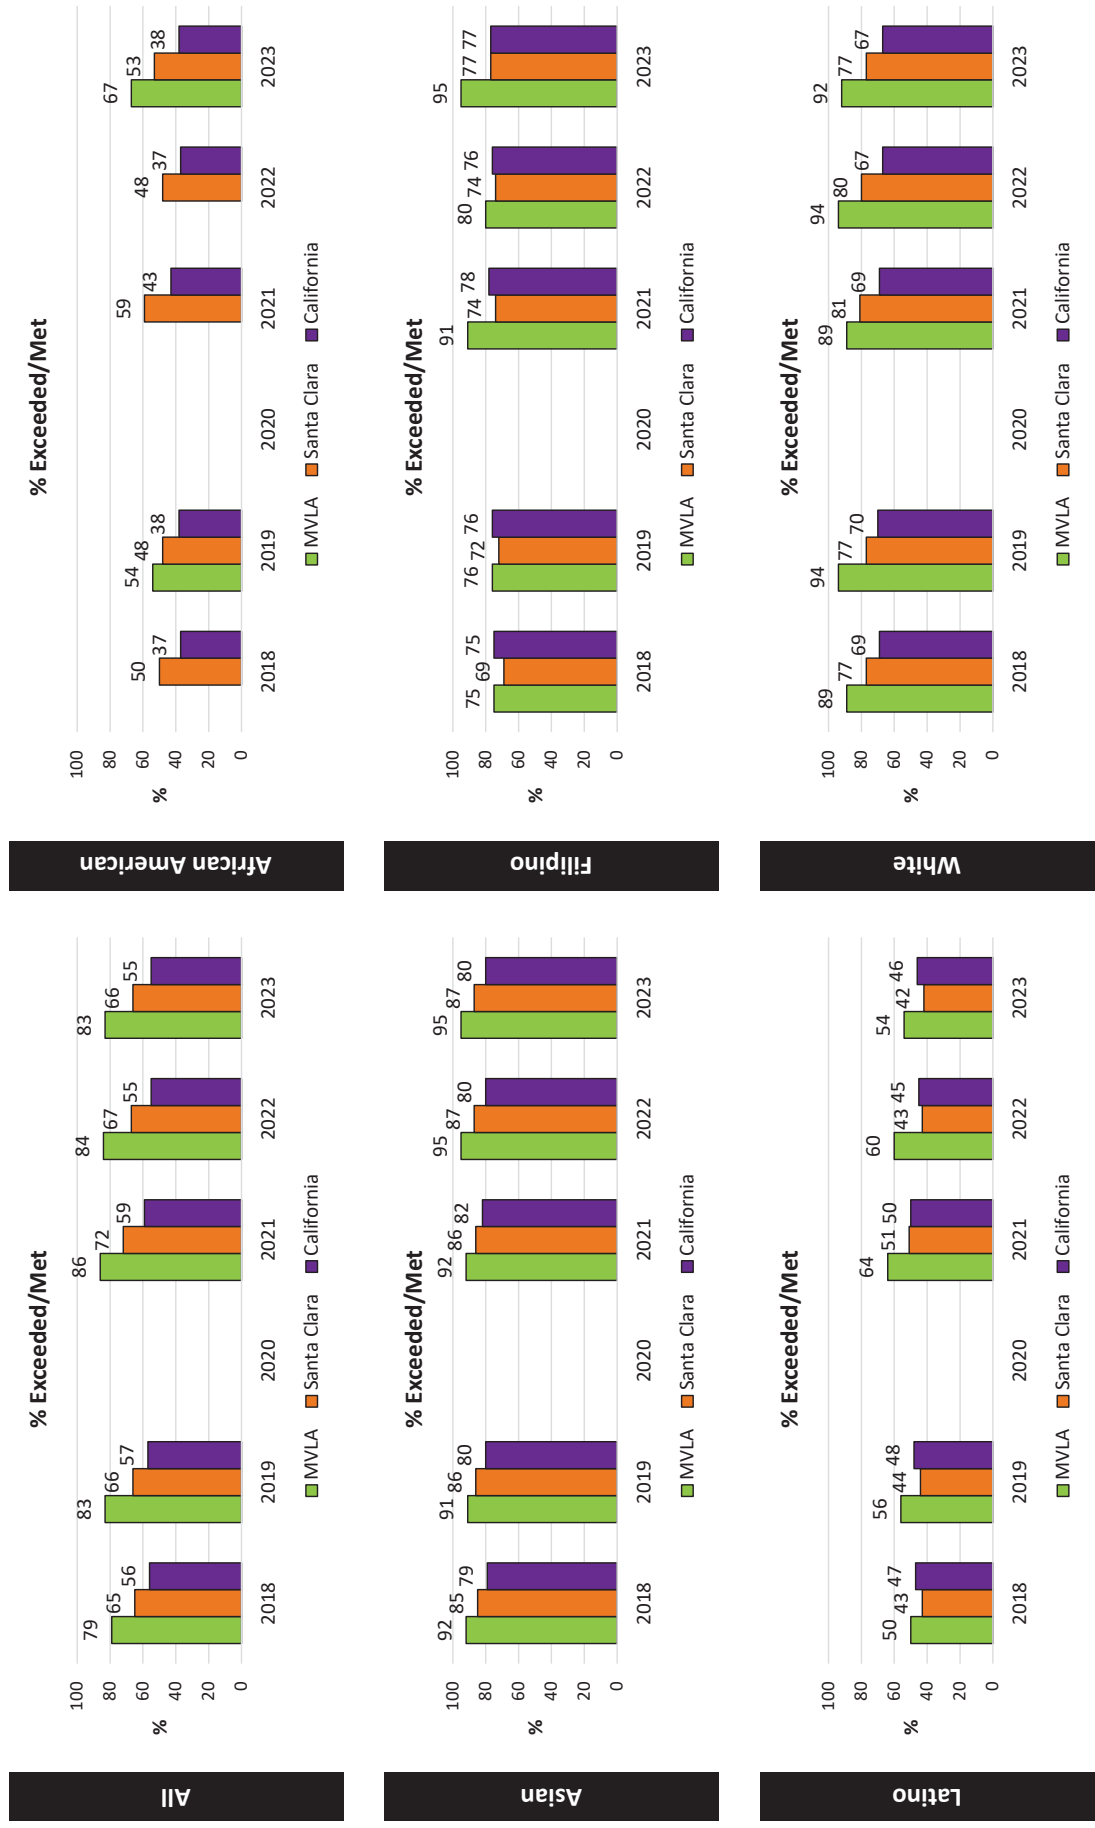 All
% Exceeded/Met
%
100
80
60
40
20
0
79 65 56
83 66 57
86 72 59
84 67 55
83 66 55
2018 2019 2020 2021 2022 2023
MVLA Santa Clara California
African American
% Exceeded/Met
%
100
80
60
40
20
0
50 37
54 48 38
59 43
48 37
67 53 38
2018 2019 2020 2021 2022 2023
MVLA Santa Clara California
Asian
% Exceeded/Met
%
100
80
60
40
20
0
92 85 79
91 86 80
92 86 82
95 87 80
95 87 80
2018 2019 2020 2021 2022 2023
MVLA Santa Clara California
Filipino
% Exceeded/Met
%
100
80
60
40
20
0
75 69 75
76 72 76
91 74 78
80 74 76
95 77 77
2018 2019 2020 2021 2022 2023
MVLA Santa Clara California
Latino
% Exceeded/Met
%
100
80
60
40
20
0
50 43 47
56 44 48
64 51 50
60 43 45
54 42 46
2018 2019 2020 2021 2022 2023
MVLA Santa Clara California
White
% Exceeded/Met
%
100
80
60
40
20
0
89 77 69
94 77 70
89 81 69
94 80 67
92 77 67
2018 2019 2020 2021 2022 2023
MVLA Santa Clara California